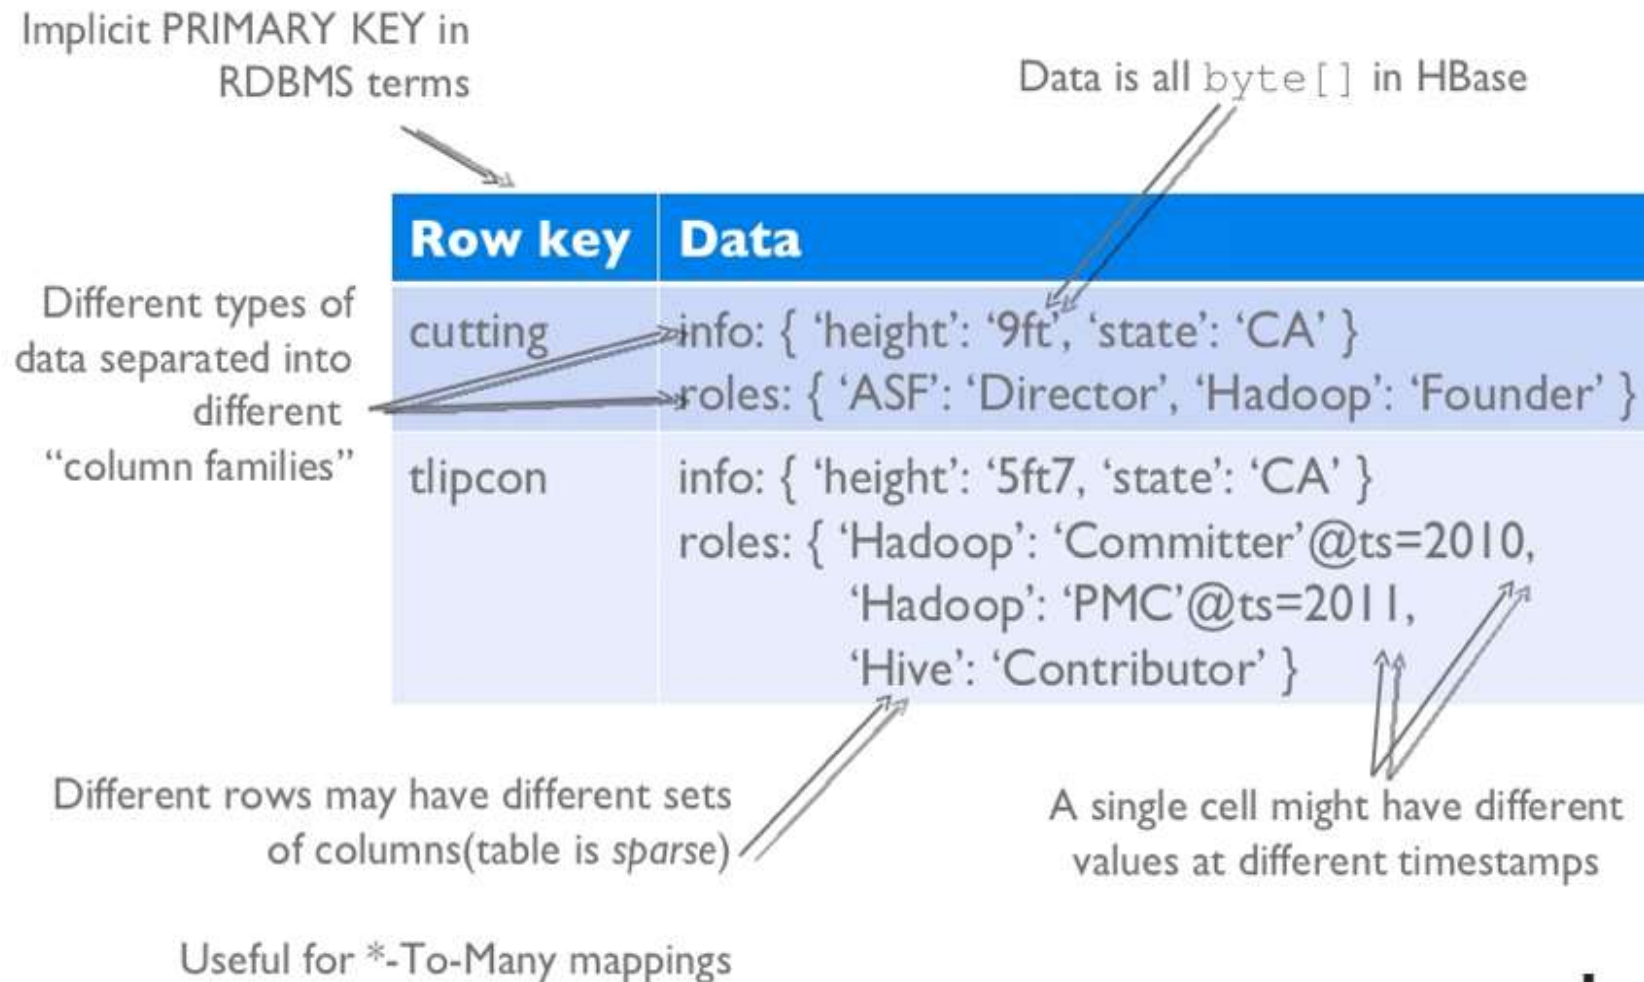 Implicit PRIMARY KEY in
RDBMS terms
Data is all byte[] in HBase
Row key Data
Different types of
data separated into
different
“column families”
cutting
info: { ‘height’: ‘9ft’, ‘state’: ‘CA’ }
roles: { ‘ASF’: ‘Director’, ‘Hadoop’: ‘Founder’ }
tlipcon
info: { ‘height’: ‘5ft7, ‘state’: ‘CA’ }
roles: { ‘Hadoop’: ‘Committer’@ts=2010,
‘Hadoop’: ‘PMC’@ts=2011,
‘Hive’: ‘Contributor’ }
Different rows may have different sets
of columns(table is sparse)
A single cell might have different
values at different timestamps
Useful for *-To-Many mappings